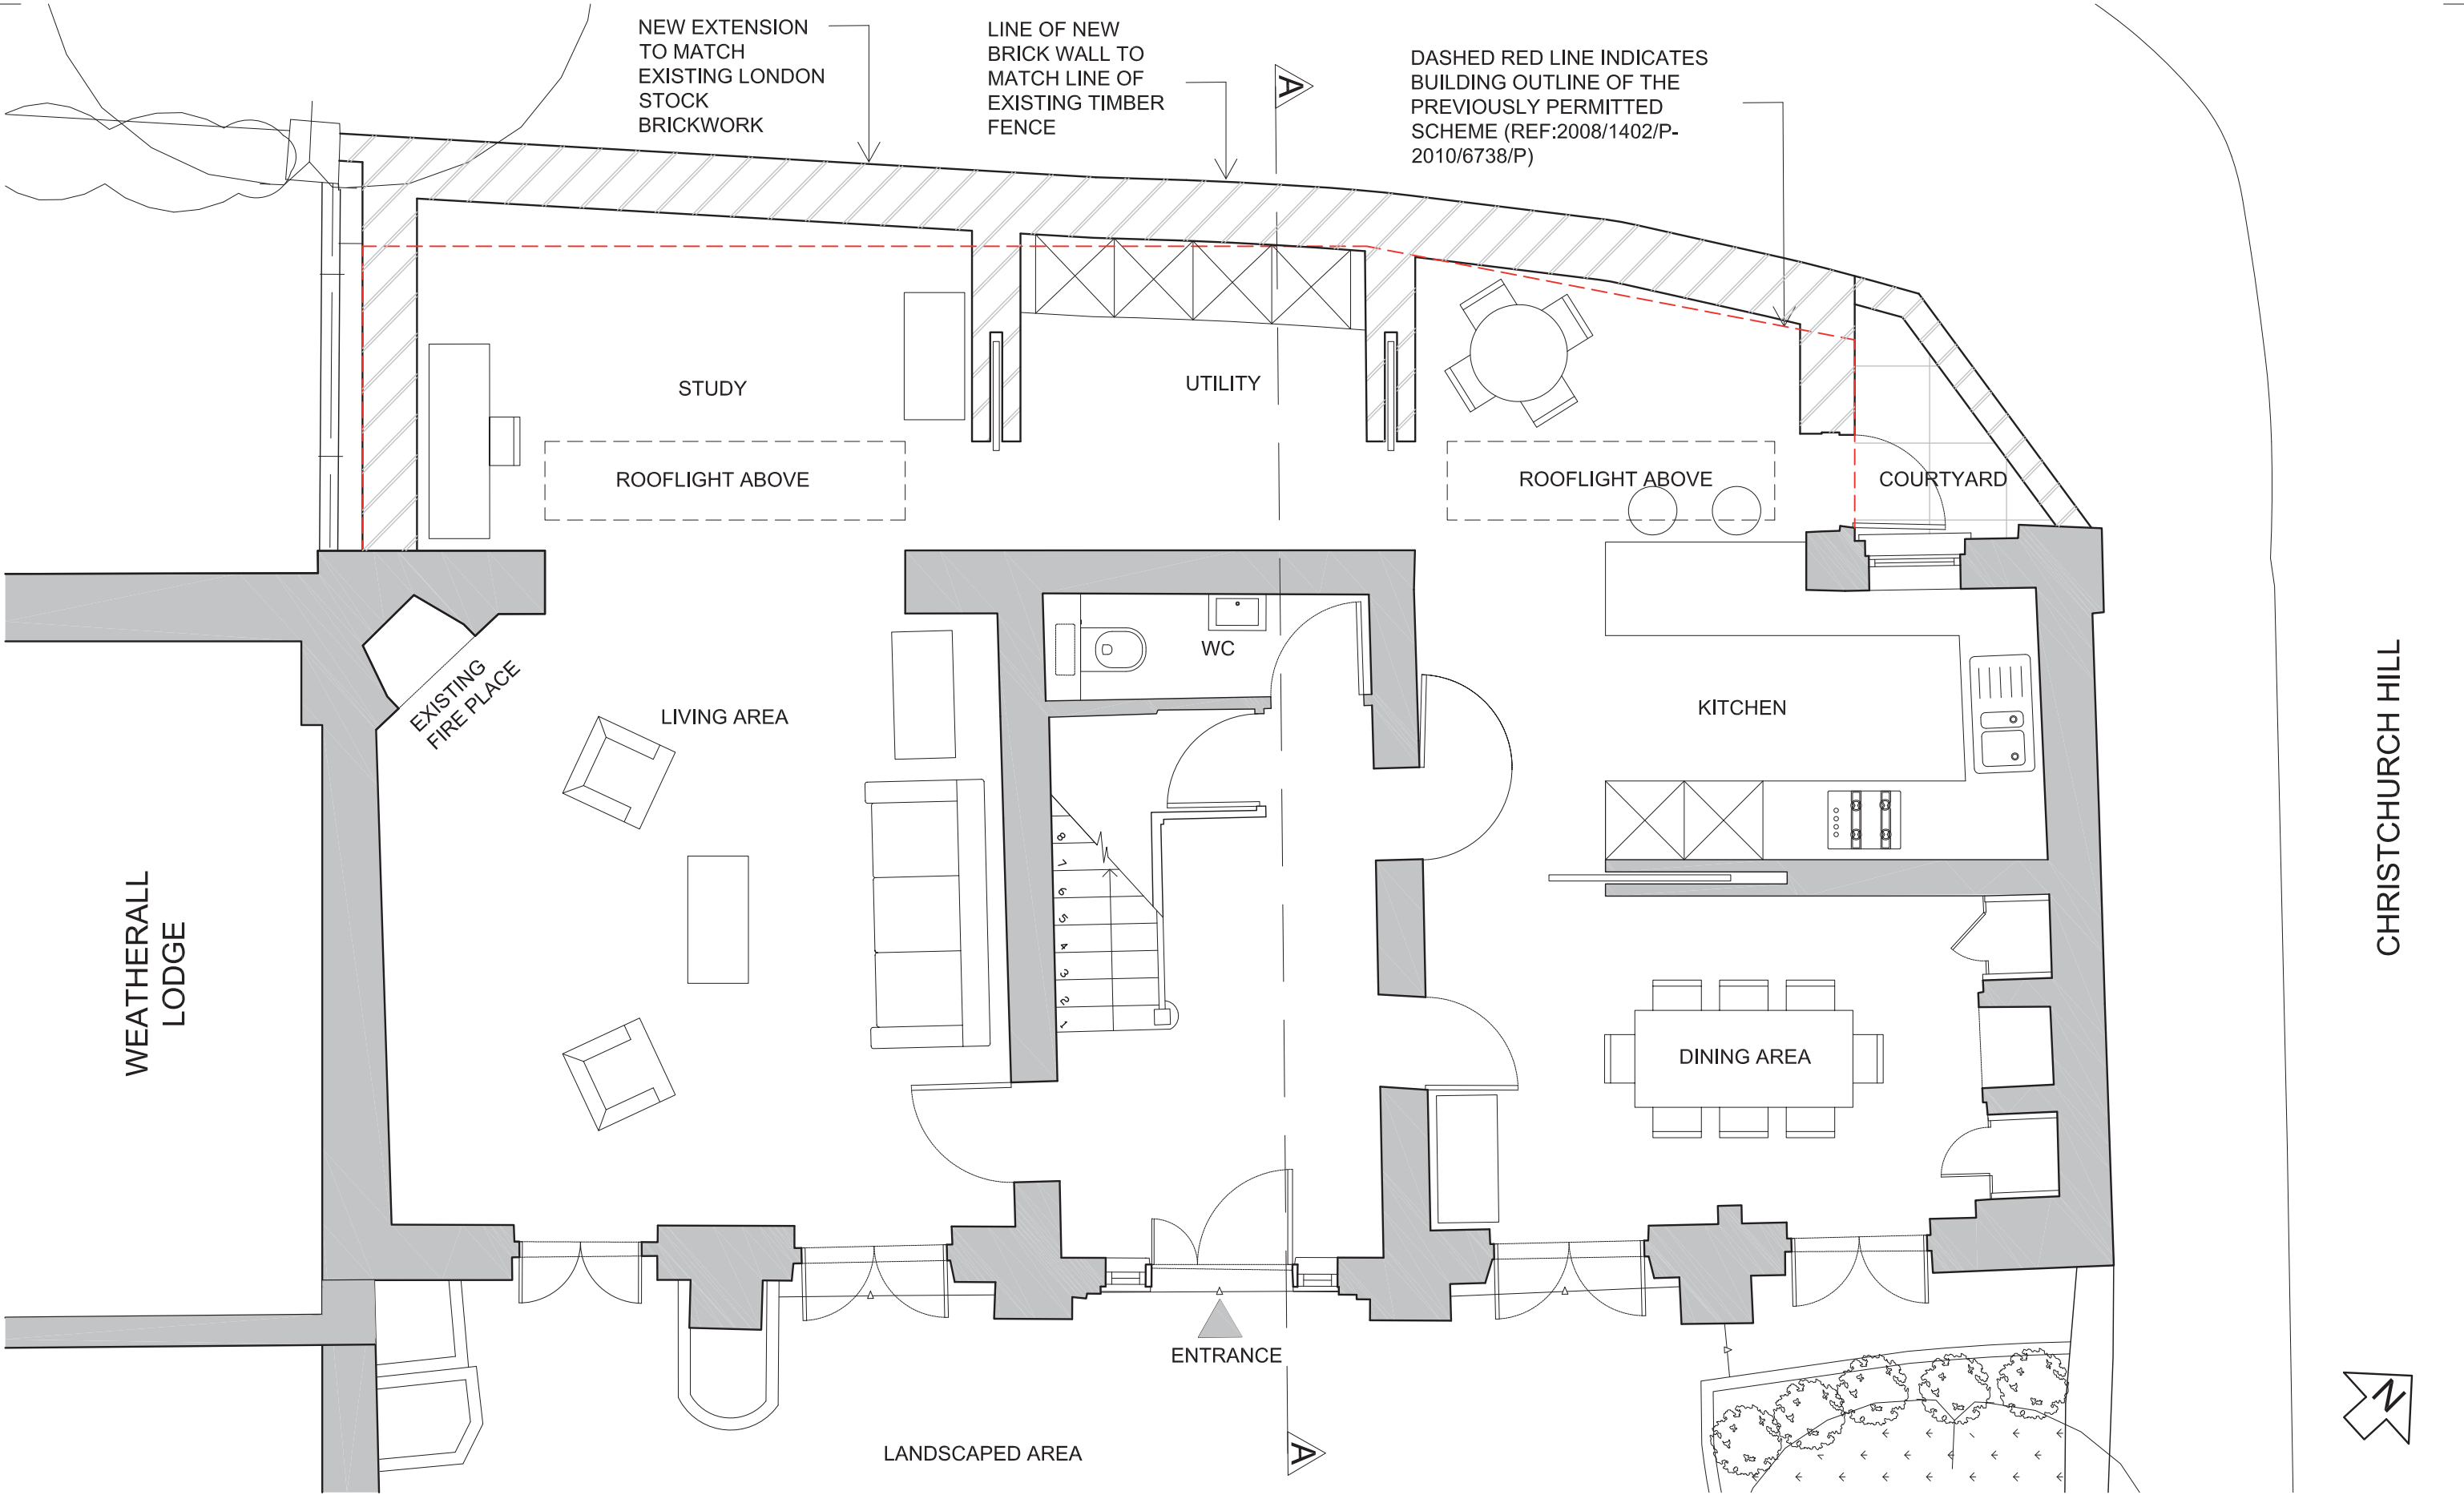 NEW EXTENSION
TO MATCH
EXISTING LONDON
STOCK
BRICKWORK
LINE OF NEW
BRICK WALL TO
MATCH LINE OF
EXISTING TIMBER
FENCE
A
DASHED RED LINE INDICATES
BUILDING OUTLINE OF THE
PREVIOUSLY PERMITTED
SCHEME (REF:2008/1402/P-
2010/6738/P)
STUDY
UTILITY
ROOFLIGHT ABOVE
ROOFLIGHT ABOVE
COURTYARD
WC
EXISTING
FIRE PLACE
LIVING AREA
KITCHEN
CHRISTCHURCH HILL
WEATHERALL
LODGE
8
7
6
5
4
3
2
1
DINING AREA
ENTRANCE
LANDSCAPED AREA
A
N